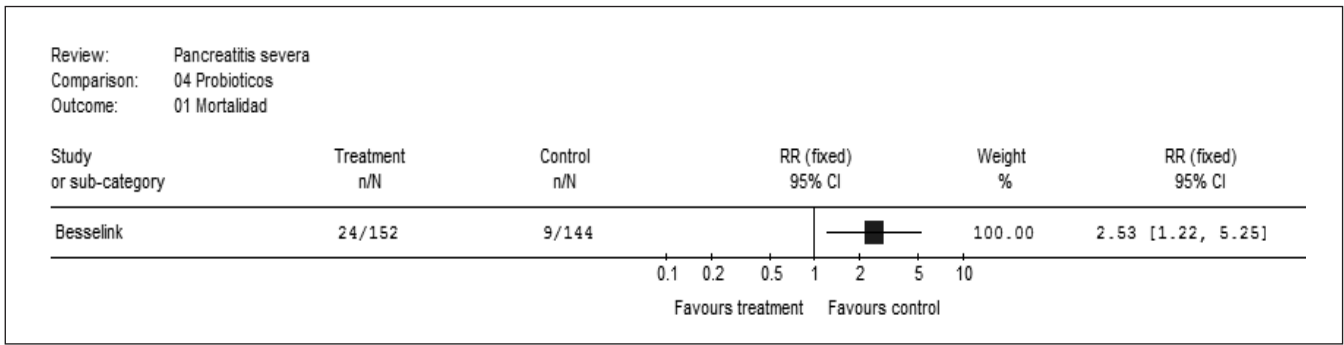 Review: Pancreatitis severa
Comparison: 04 Probioticos
Outcome: 01 Mortalidad
Study Treatment Control RR (fixed) Weight RR (fixed)
or sub-category n/N n/N 95% CI % 95% CI
Besselink 24/152 9/144 100.00 2.53 [1.22, 5.25]
0.1 0.2 0.5 1 2 5 10
Favours treatment Favours control